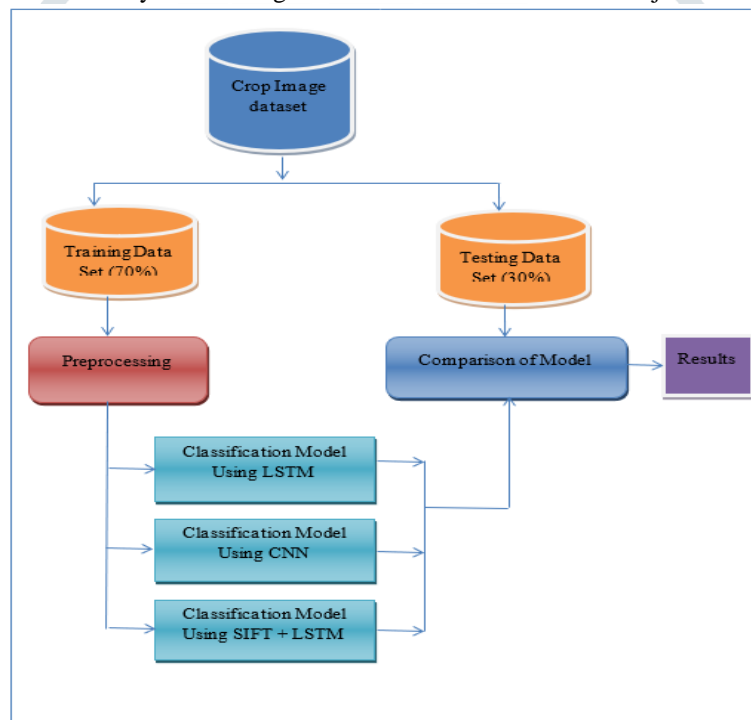 Crop Image
dataset
Training Data
Set (70%)
Testing Data
Set (30%)
Preprocessing
Comparison of Model
Results
Classification Model
Using LSTM
Classification Model
Using CNN
Classification Model
Using SIFT + LSTM